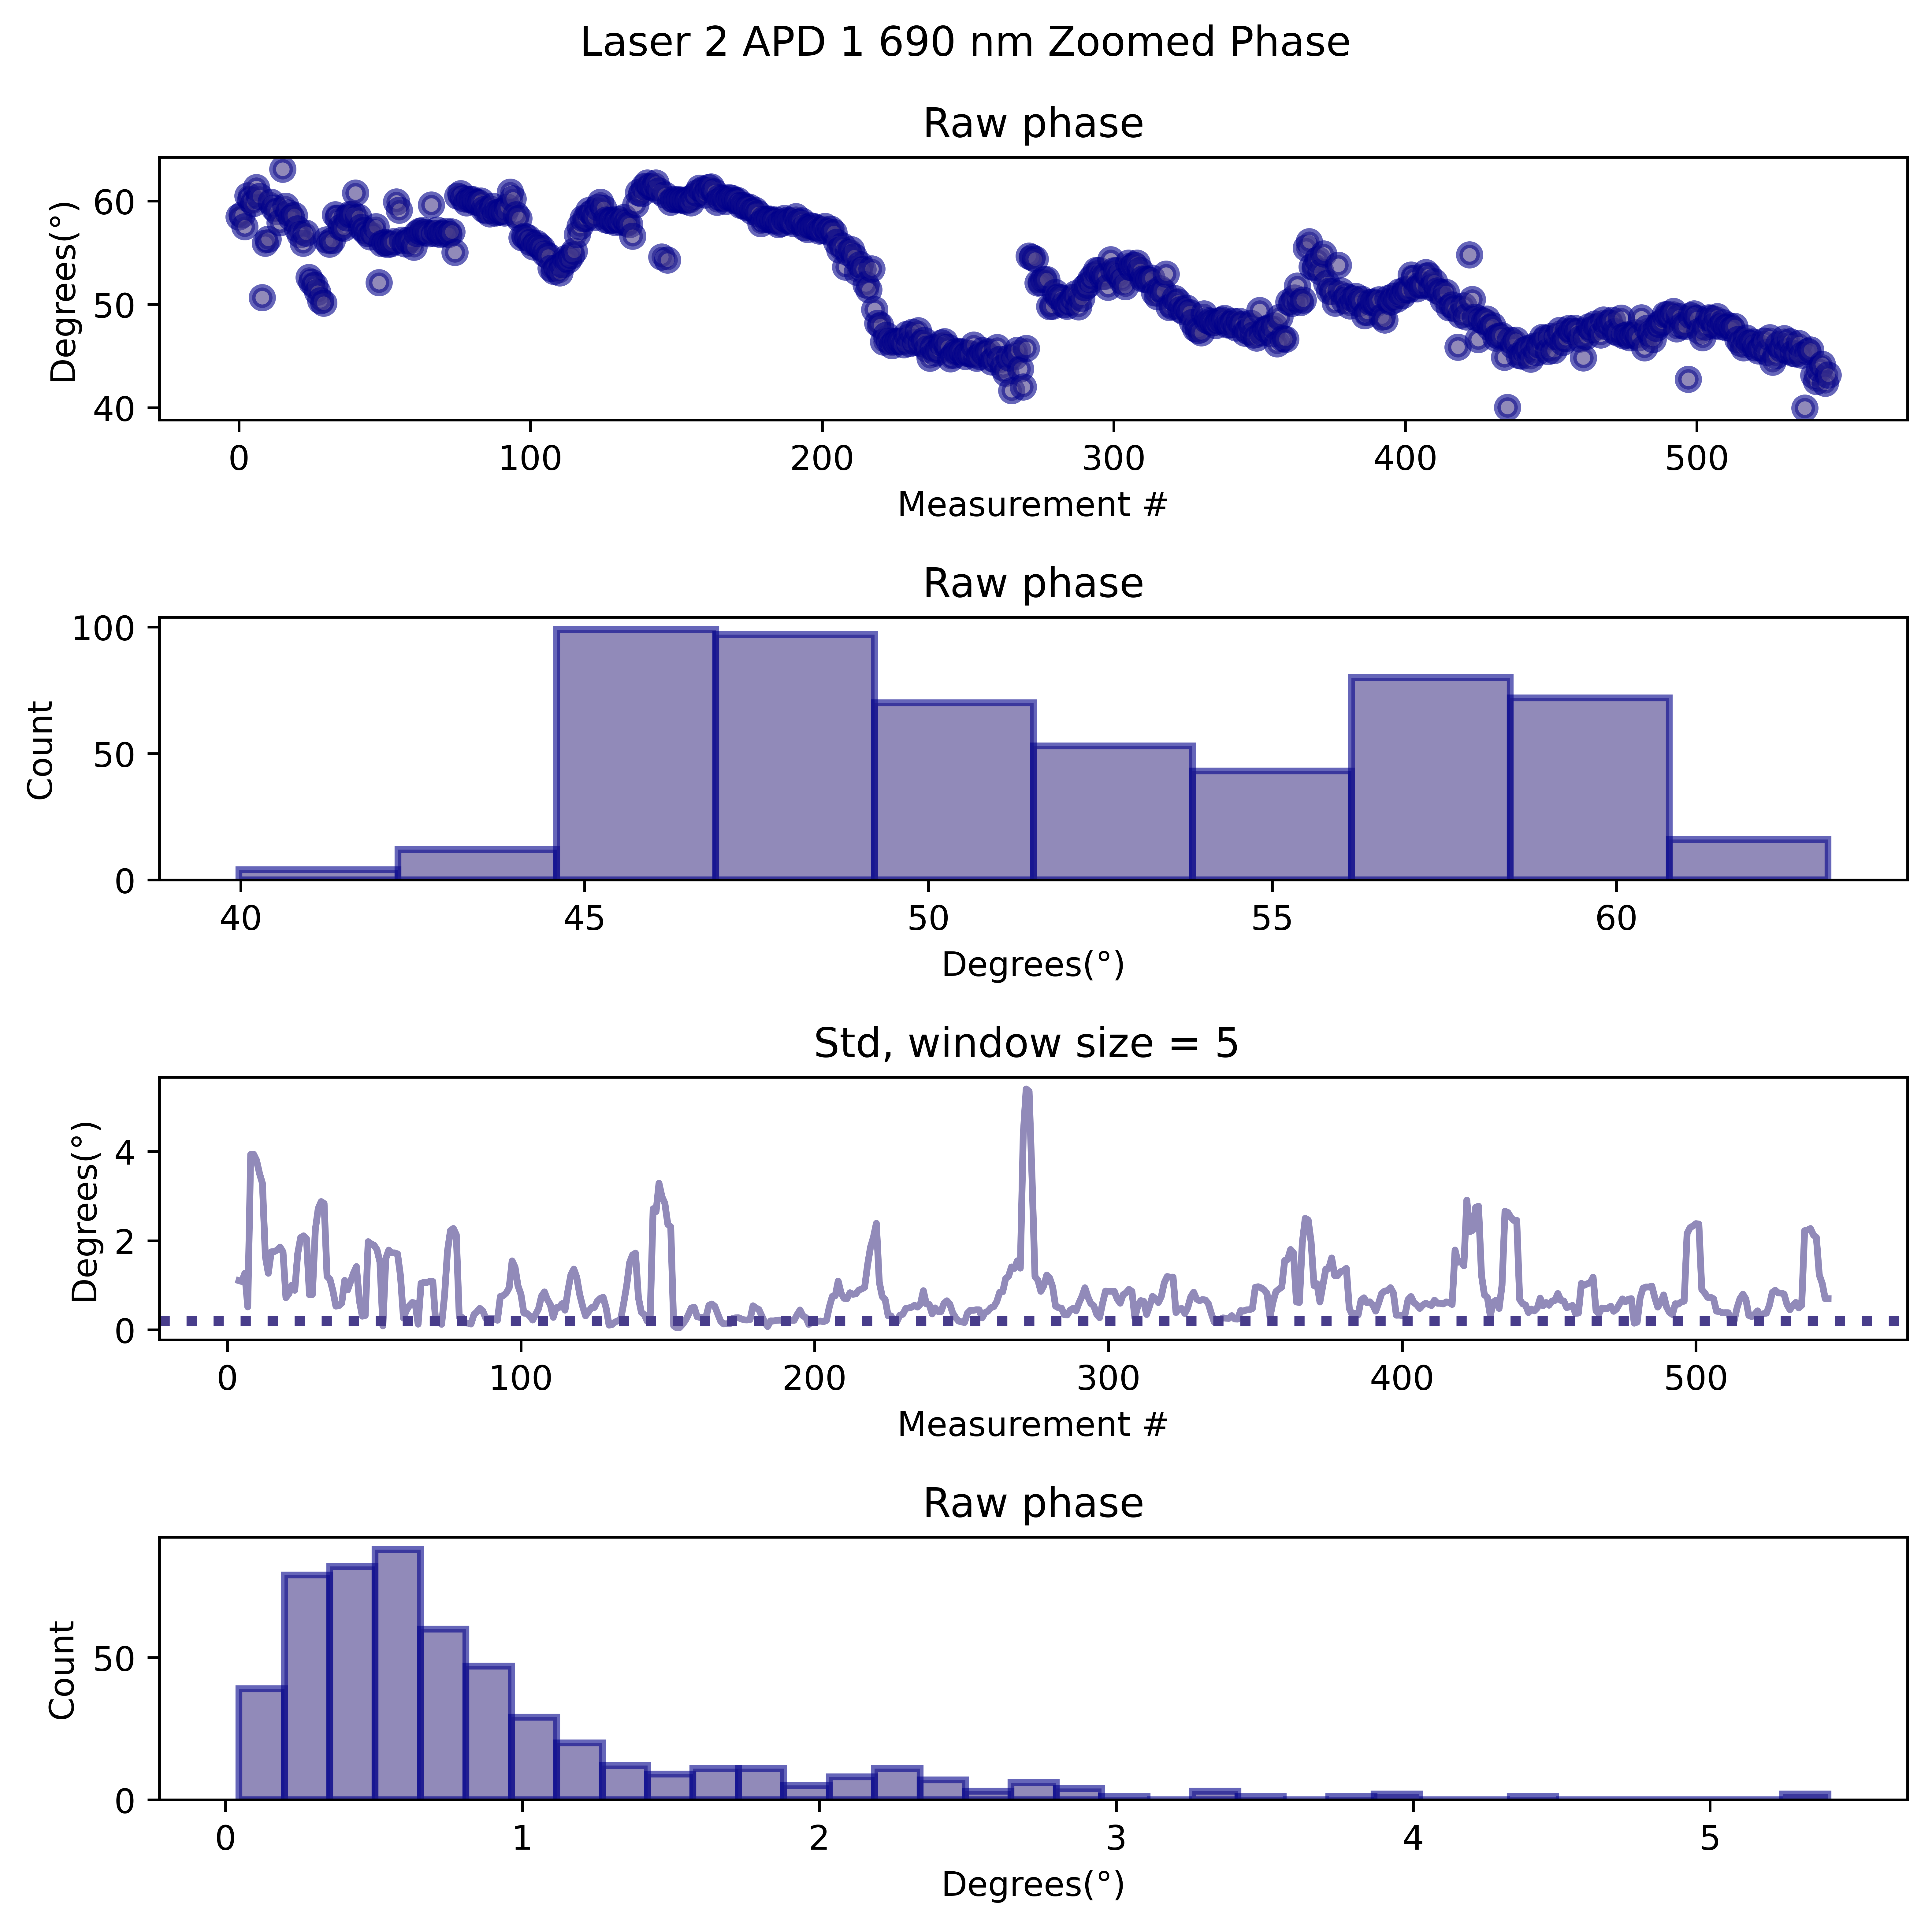 Laser 2 APD 1 690 nm Zoomed Phase
Raw phase
Degrees(°)
60
50
40
0 100 200 300 400 500
Measurement #
Raw phase
Count
100
50
0
40 45 50 55 60
Degrees(°)
Std, window size = 5
Degrees(°)
4
2
0
0 100 200 300 400 500
Measurement #
Raw phase
Count
50
0
0 1 2 3 4 5
Degrees(°)